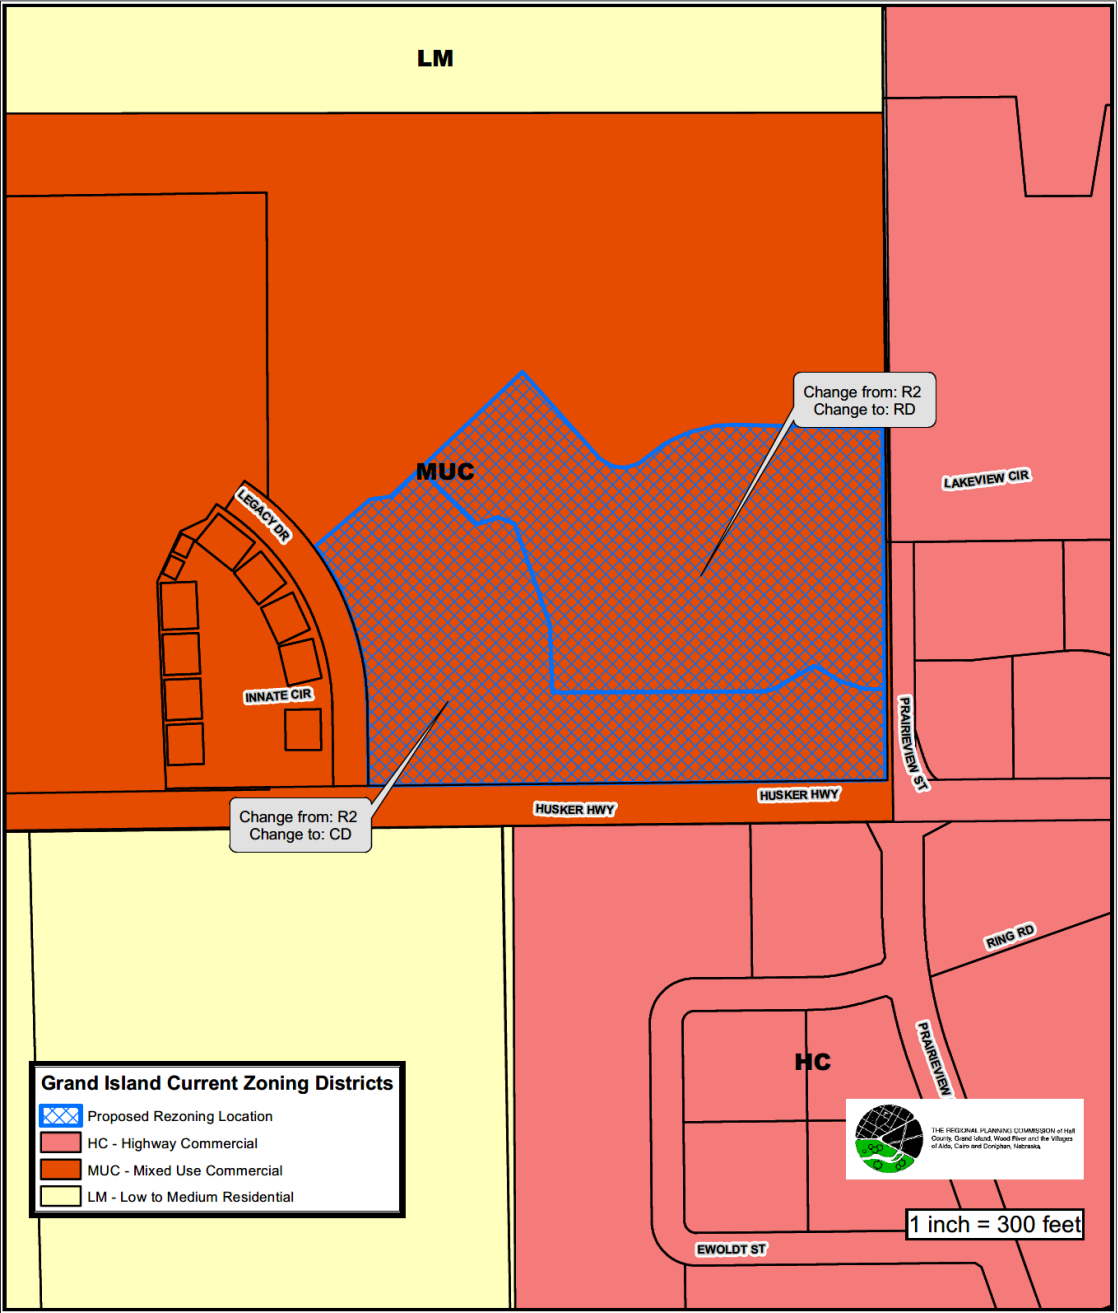 LM
Change from: R2
Change to: RD
MUC
LAKEVIEW CIR
LEGACY DR
INNATE CIR
PRAIRIEVIEW ST
HUSKER HWY
HUSKER HWY
Change from: R2
Change to: CD
RING RD
PRAIRIEVIEW
HC
Grand Island Current Zoning Districts
Proposed Rezoning Location
HC - Highway Commercial
MUC - Mixed Use Commercial
LM - Low to Medium Residential
THE REGIONAL PLANNING COMMISSION of Hall
County, Grand Island, Wood River and the Villages
of Alda, Cairo and Doniphan, Nebraska
1 inch = 300 feet
EWOLDT ST